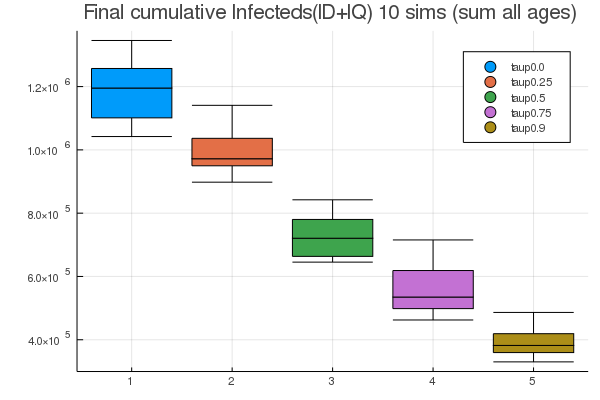 Final cumulative Infecteds(ID+IQ) 10 sims (sum all ages)
1.2×10 6
1.0×10 6
8.0×10 5
6.0×10 5
4.0×10 5
taup0.0
taup0.25
taup0.5
taup0.75
taup0.9
1 2 3 4 5